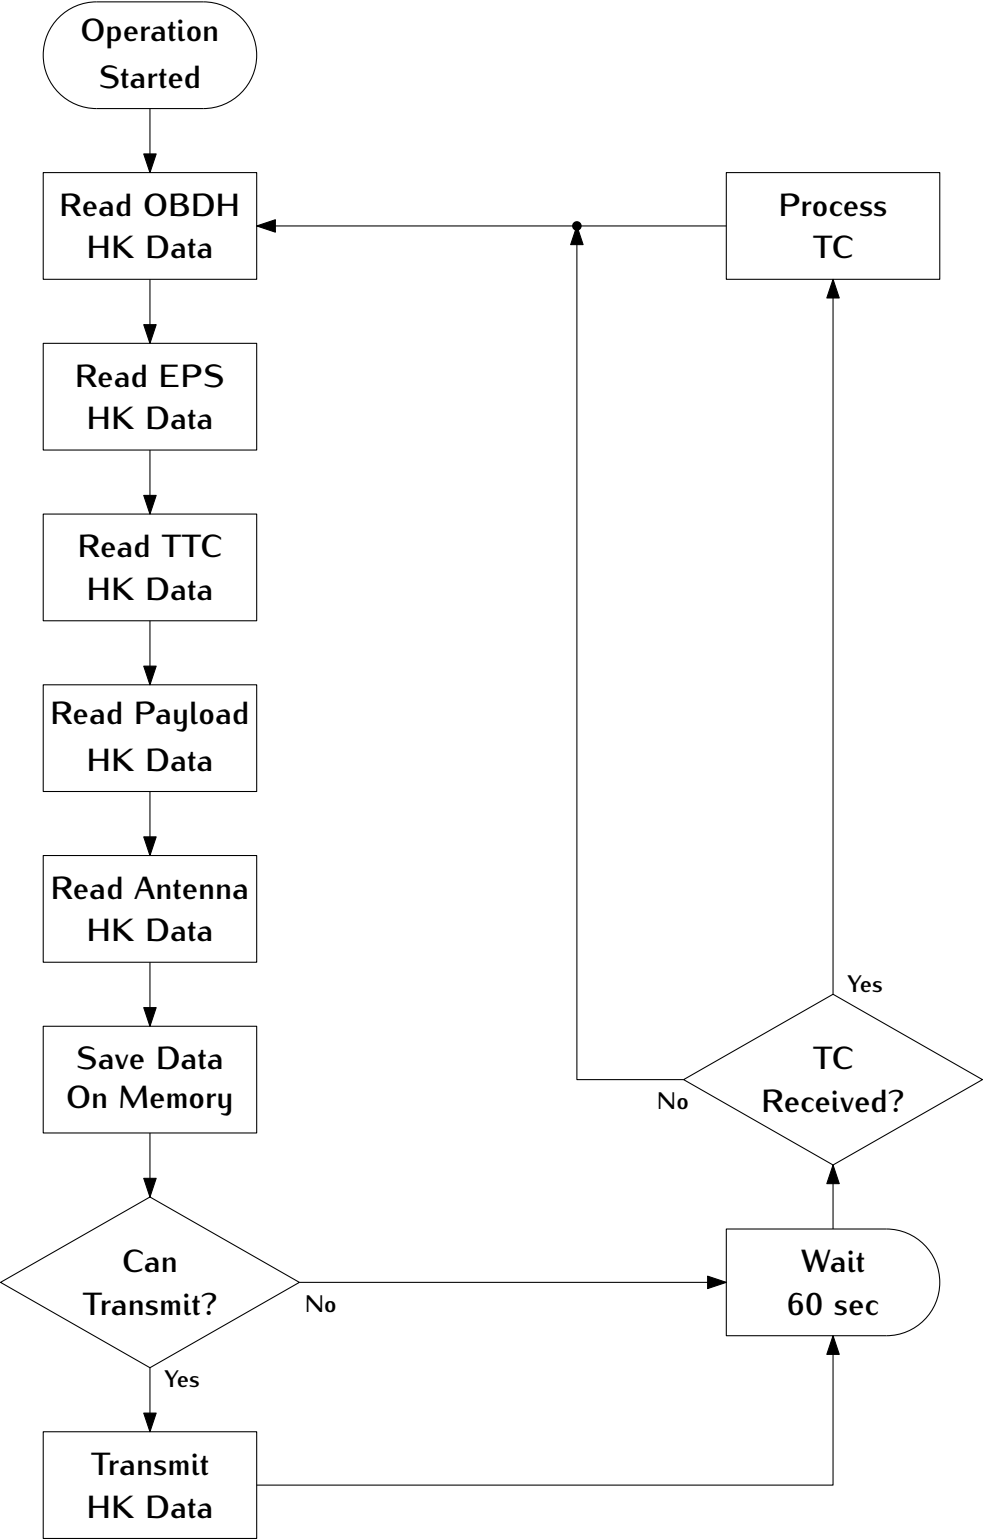 Operation
Started
Read OBDH
HK Data
Process
TC
Read EPS
HK Data
Read TTC
HK Data
Read Payload
HK Data
Read Antenna
HK Data
Yes
Save Data
On Memory
TC
Received?
No
Can
Transmit?
No
Wait
60 sec
Yes
Transmit
HK Data